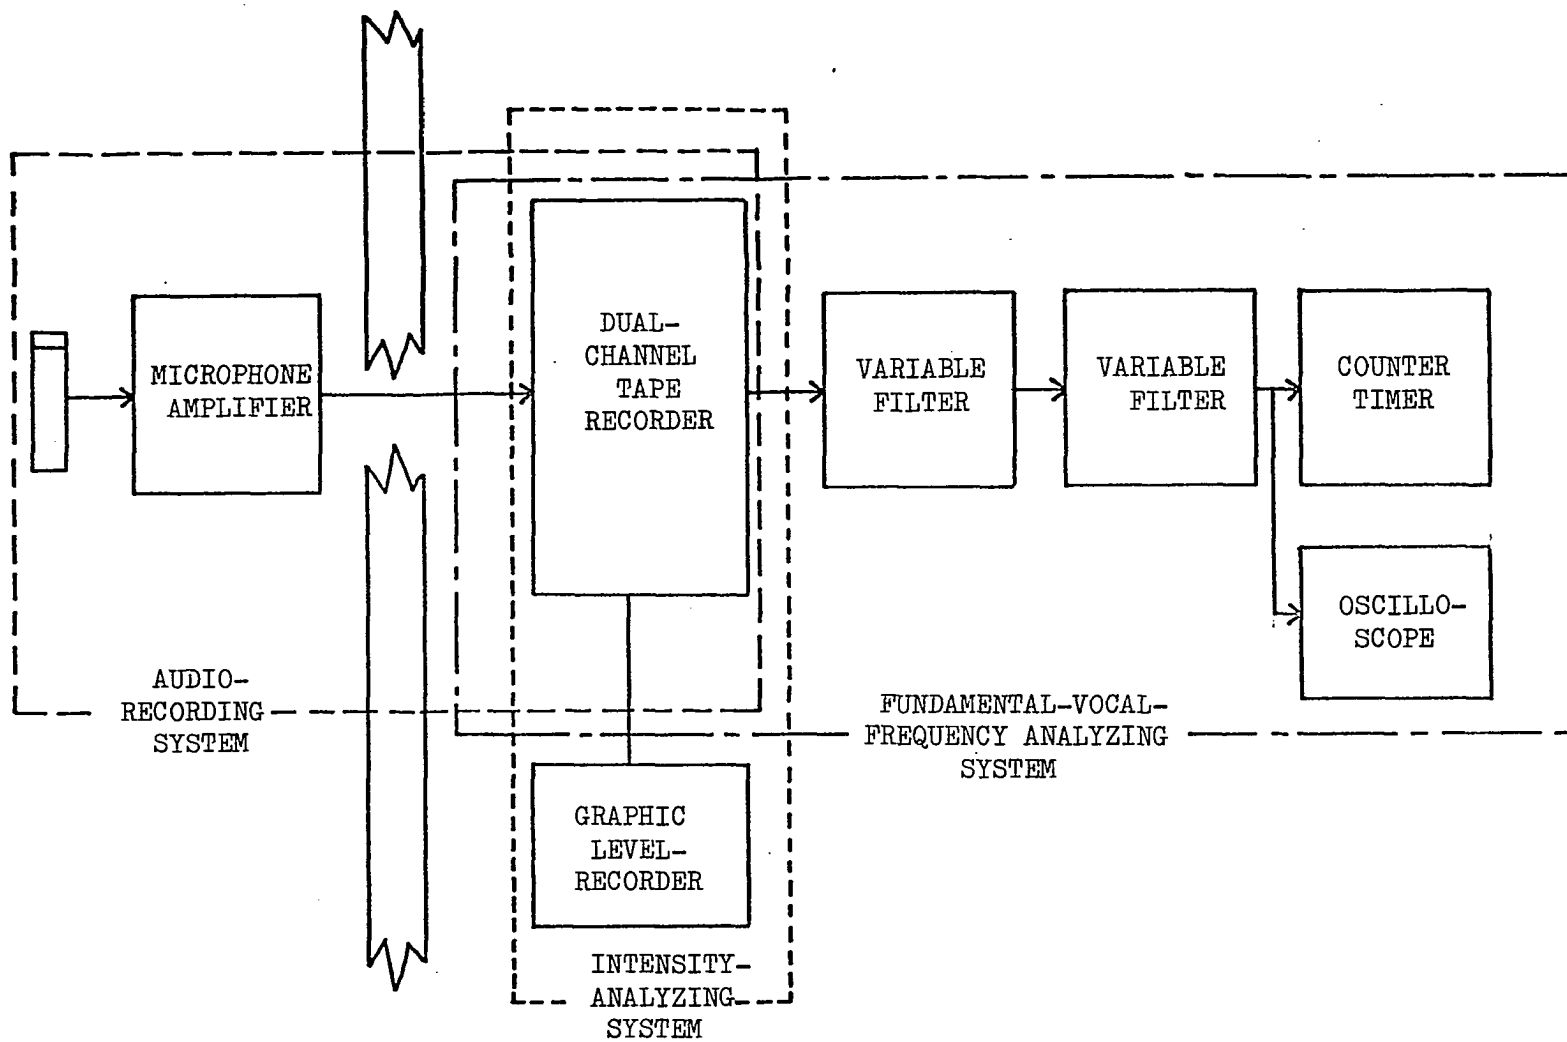 MICROPHONE
AMPLIFIER
DUAL-
CHANNEL
TAPE
RECORDER
VARIABLE
FILTER
VARIABLE
FILTER
COUNTER
TIMER
OSCILLO-
SCOPE
AUDIO-
RECORDING
SYSTEM
FUNDAMENTAL-VOCAL-
FREQUENCY ANALYZING
SYSTEM
GRAPHIC
LEVEL-
RECORDER
INTENSITY-
ANALYZING
SYSTEM